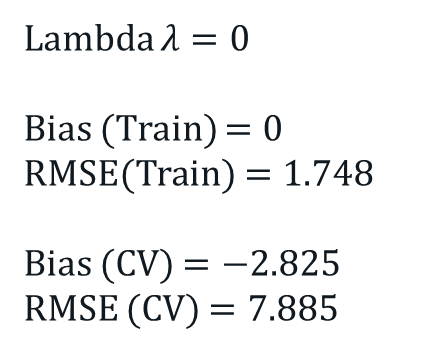 Lambda λ = 0
Bias (Train) = 0
RMSE(Train) = 1.748
Bias (CV) = −2.825
RMSE (CV) = 7.885